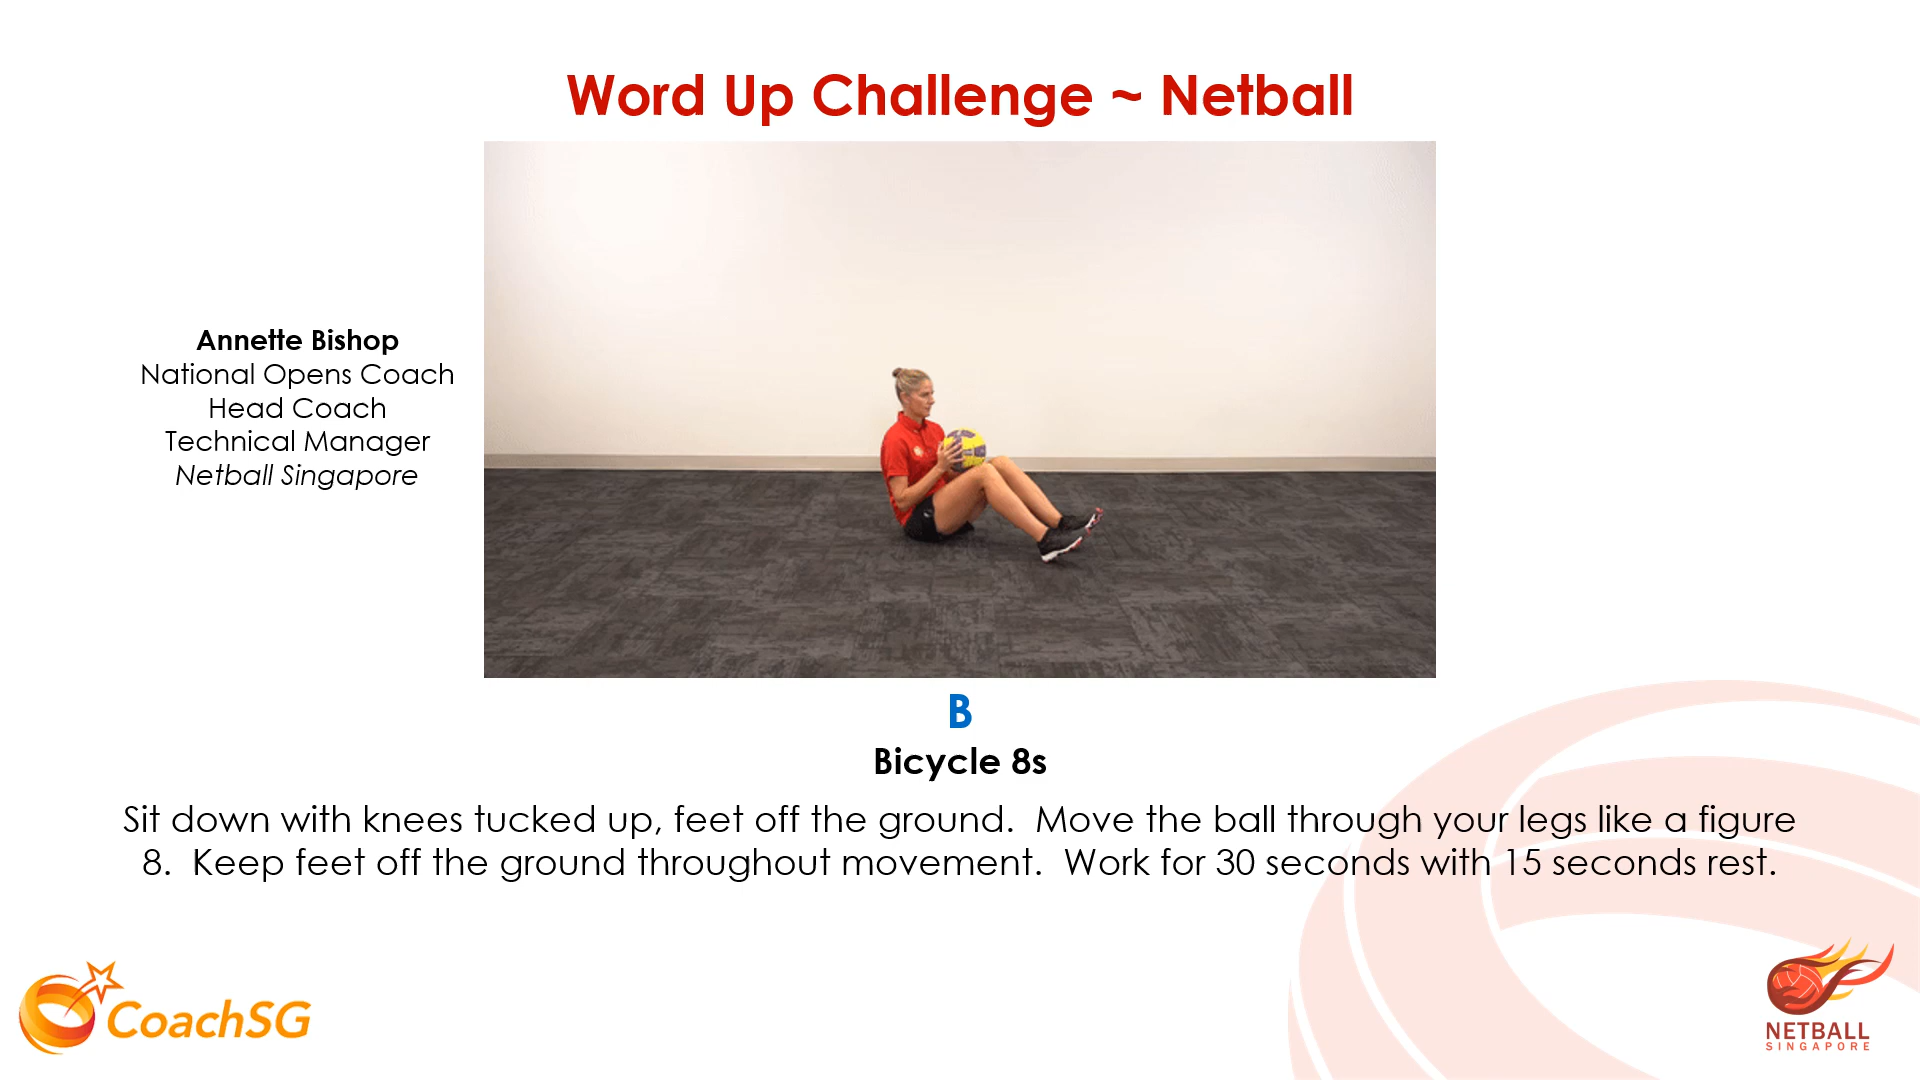 Word Up Challenge ~ Netball
Annette Bishop
National Opens Coach
Head Coach
Technical Manager
Netball Singapore
B
Bicycle 8s
Sit down with knees tucked up, feet off the ground.  Move the ball through your legs like a figure
8.  Keep feet off the ground throughout movement.  Work for 30 seconds with 15 seconds rest.
CoachSG
NETBALL
SINGAPORE